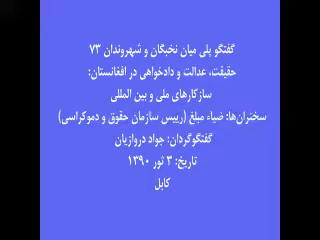 گفتگو پلی میان نخبگان و شهروندان ۷۳
حقیقت، عدالت و دادخواهی در افغانستان:
سازکارهای ملی و بین المللی
سخنران‌ها: ضیاء مبلغ (رییس سازمان حقوق و دموکراسی)
گفتگوگردان: جواد دروازیان
تاریخ: ۳ ثور ۱۳۹۰
کابل